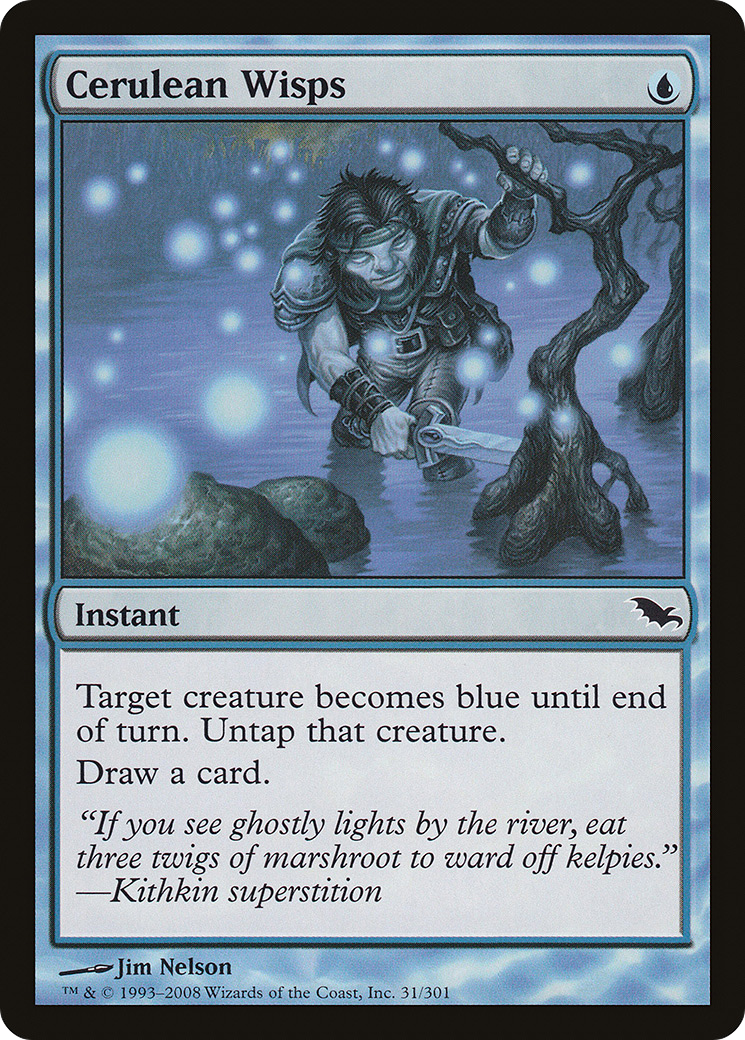 Cerulean Wisps
Instant
Target creature becomes blue until end
of turn. Untap that creature.
Draw a card.
“If you see ghostly lights by the river, eat
three twigs of marshroot to ward off kelpies.”
—Kithkin superstition
Jim Nelson
™ & © 1993–2008 Wizards of the Coast, Inc. 31/301